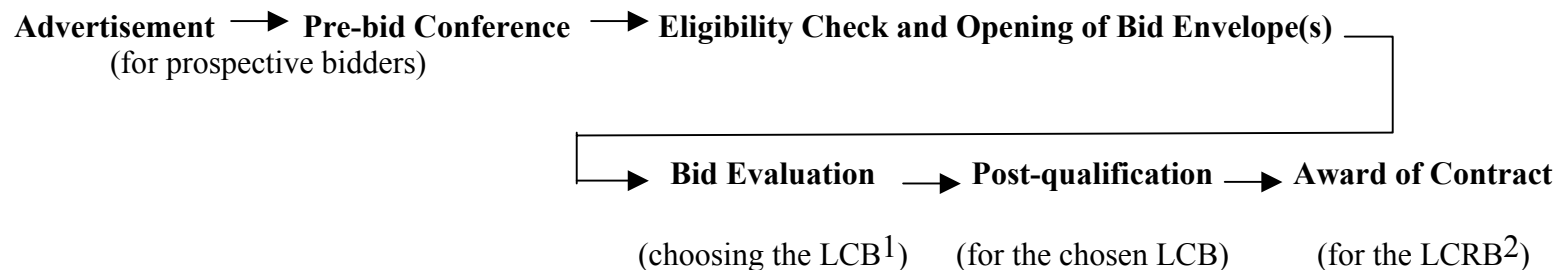 Advertisement Pre-bid Conference Eligibility Check and Opening of Bid Envelope(s)
(for prospective bidders)
Bid Evaluation Post-qualification Award of Contract
(choosing the LCB1) (for the chosen LCB) (for the LCRB2)